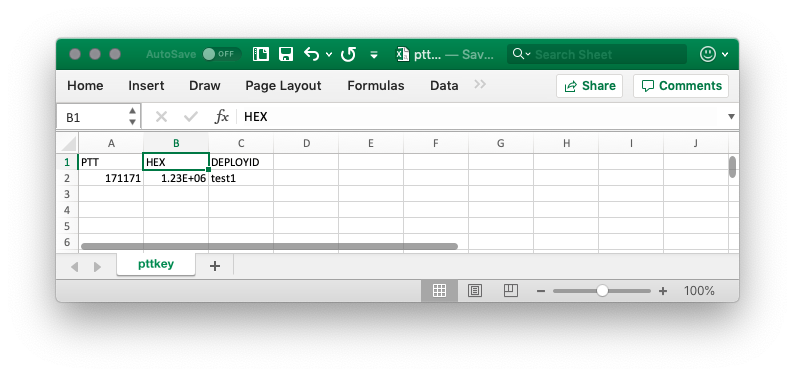 AutoSave OFF ptt... — Sav... Search Sheet
Home Insert Draw Page Layout Formulas Data Share Comments
B1 fx HEX
A B C D E F G H I J
1 PTT HEX DEPLOYID
2 171171 1.23E+06 test1
3
4
5
6
pttkey +
− + 100%